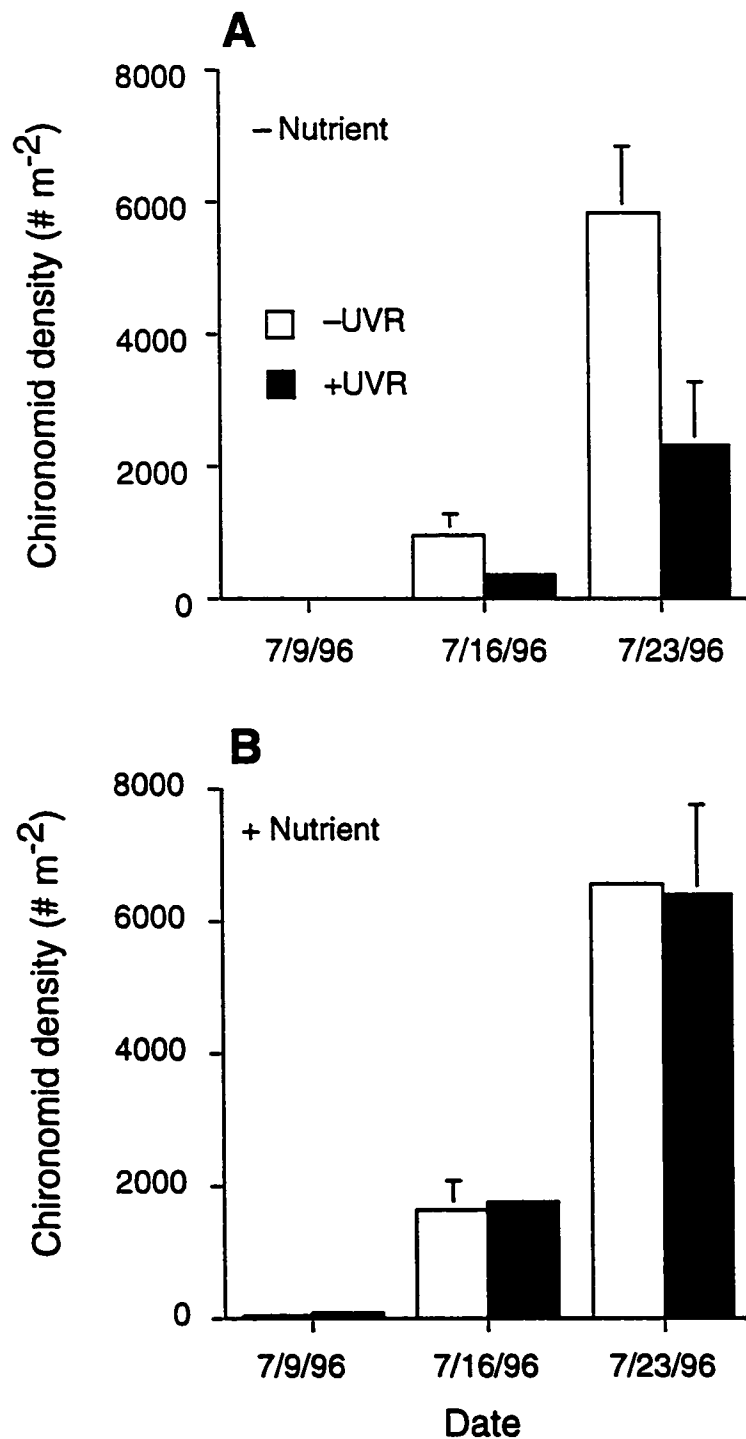 A
Chironomid density (# m⁻²)
8000
6000
4000
2000
0
– Nutrient
–UVR
+UVR
7/9/96 7/16/96 7/23/96
B
Chironomid density (# m⁻²)
8000
6000
4000
2000
0
+ Nutrient
7/9/96 7/16/96 7/23/96
Date